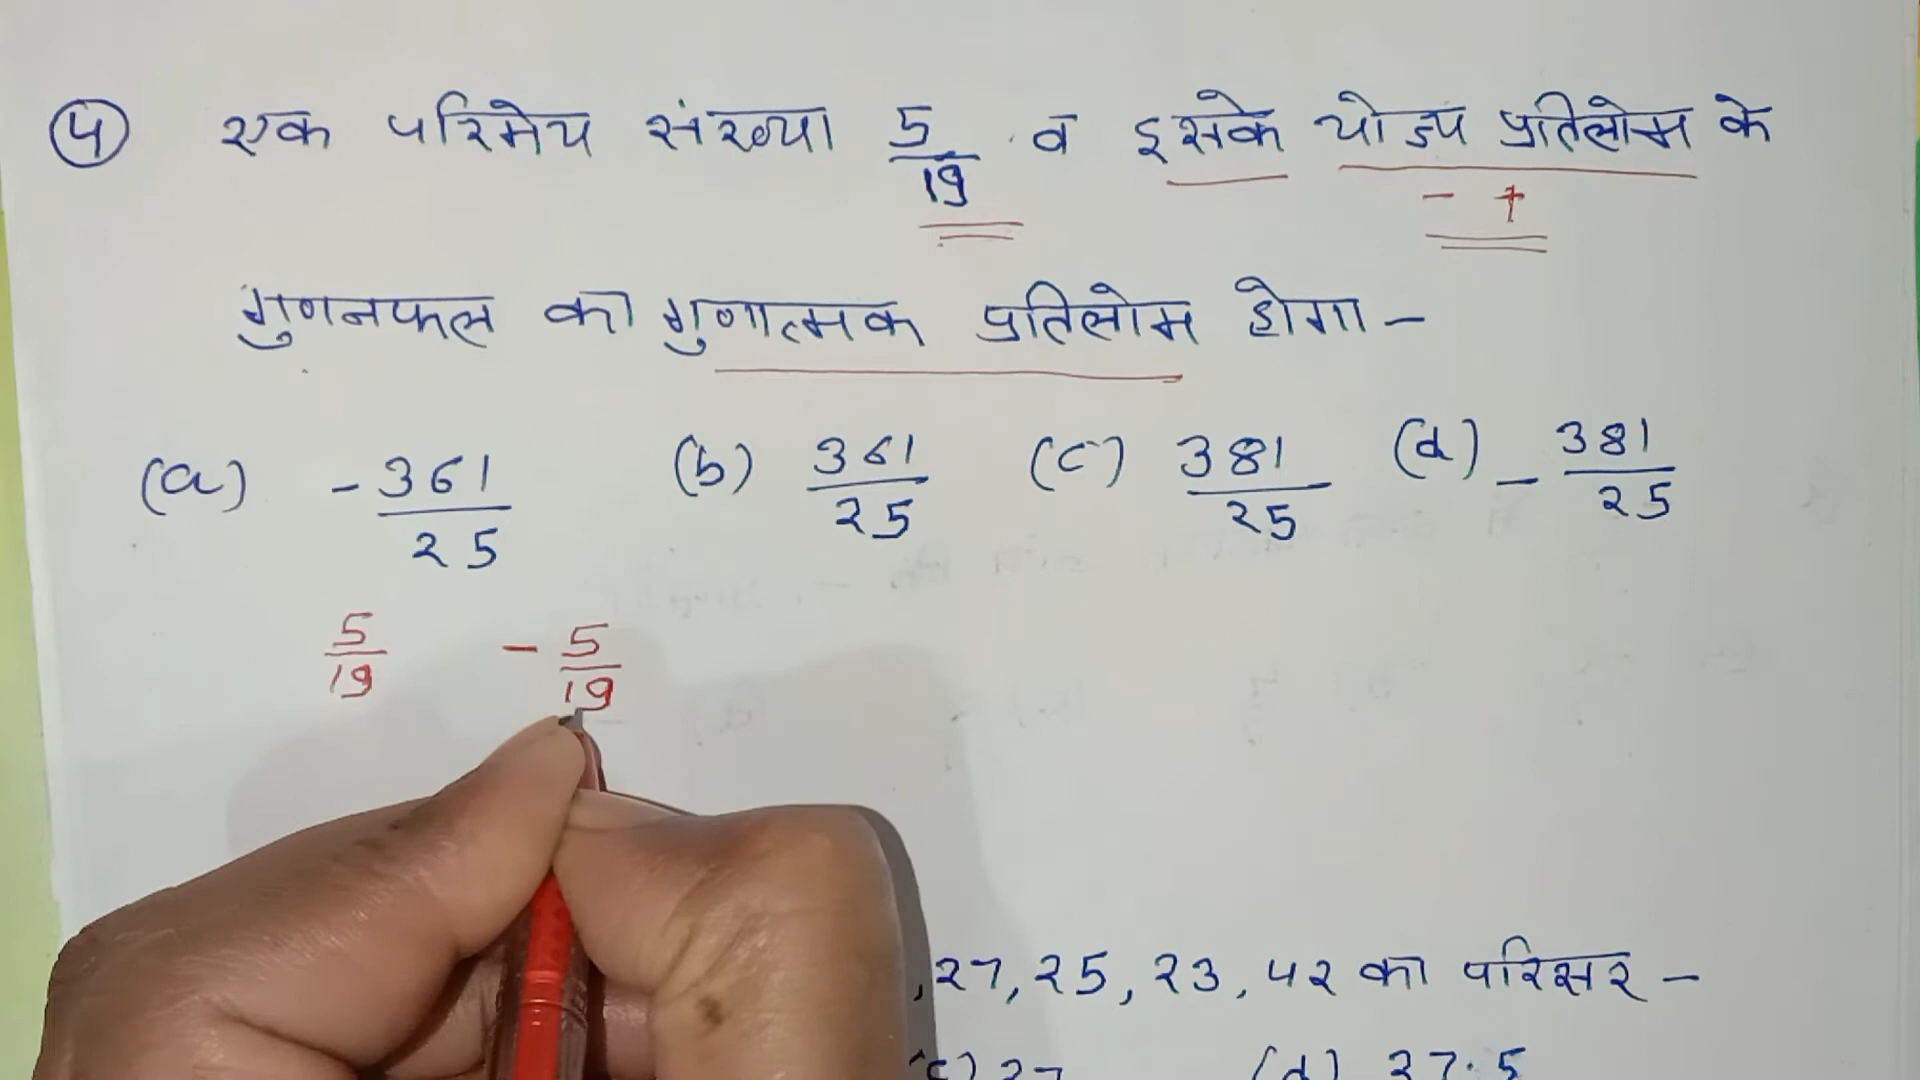 4 एक परिमेय संख्या 5/19 व इसके योज्य प्रतिलोम के
- +
गुणनफल का गुणात्मक प्रतिलोम होगा -
(a) -361/25 (b) 361/25 (c) 381/25 (d) -381/25
5/19 -5/19
, 27, 25, 23, 42 का परिसर -
(d) 27.5